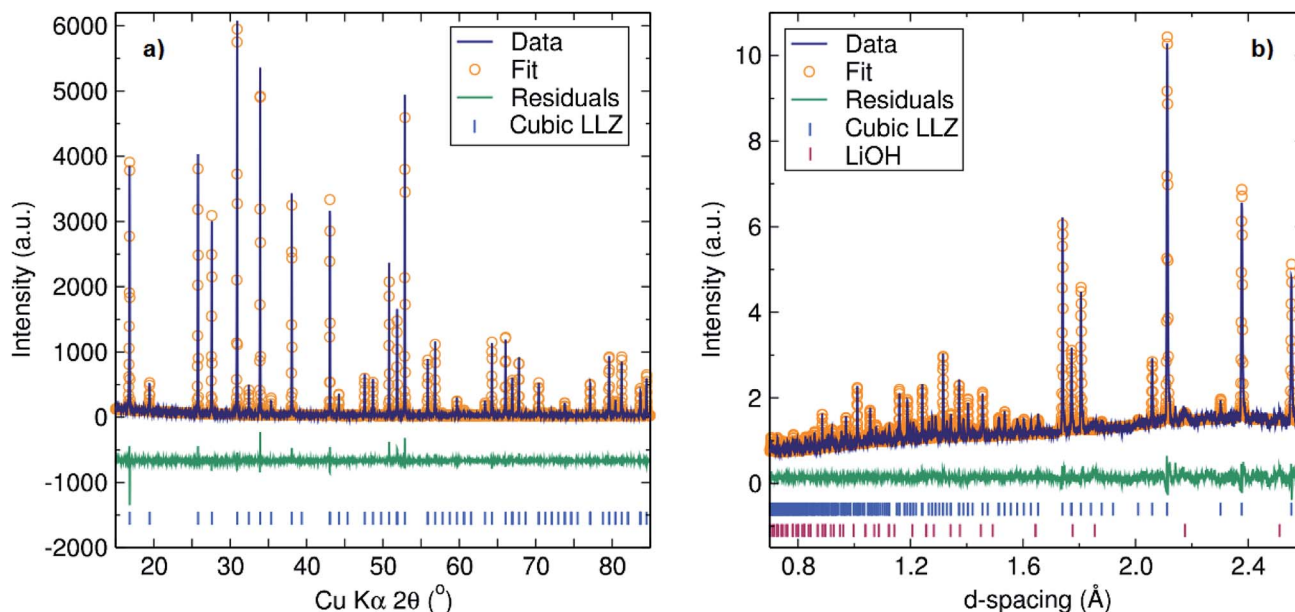 a)
Data
Fit
Residuals
Cubic LLZ
6000
5000
4000
3000
2000
1000
0
-1000
-2000
Intensity (a.u.)
20 30 40 50 60 70 80
Cu Kα 2θ (°)
b)
Data
Fit
Residuals
Cubic LLZ
LiOH
10
8
6
4
2
0
Intensity (a.u.)
0.8 1.2 1.6 2.0 2.4
d-spacing (Å)